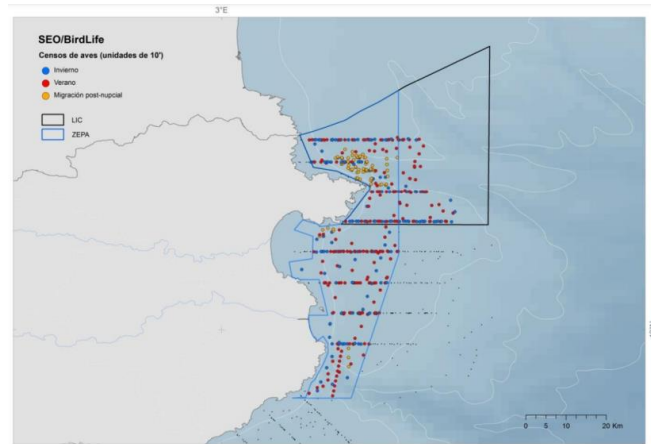 3°E
SEO/BirdLife
Censos de aves (unidades de 10')
Invierno
Verano
Migración post-nupcial
LIC
ZEPA
0 5 10 20 Km